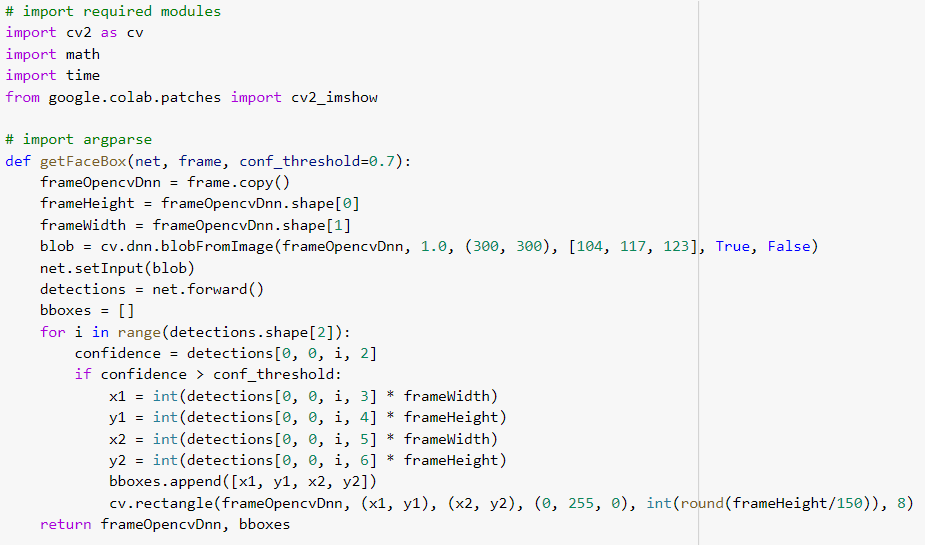 # import required modules
import cv2 as cv
import math
import time
from google.colab.patches import cv2_imshow

# import argparse
def getFaceBox(net, frame, conf_threshold=0.7):
    frameOpencvDnn = frame.copy()
    frameHeight = frameOpencvDnn.shape[0]
    frameWidth = frameOpencvDnn.shape[1]
    blob = cv.dnn.blobFromImage(frameOpencvDnn, 1.0, (300, 300), [104, 117, 123], True, False)
    net.setInput(blob)
    detections = net.forward()
    bboxes = []
    for i in range(detections.shape[2]):
        confidence = detections[0, 0, i, 2]
        if confidence > conf_threshold:
            x1 = int(detections[0, 0, i, 3] * frameWidth)
            y1 = int(detections[0, 0, i, 4] * frameHeight)
            x2 = int(detections[0, 0, i, 5] * frameWidth)
            y2 = int(detections[0, 0, i, 6] * frameHeight)
            bboxes.append([x1, y1, x2, y2])
            cv.rectangle(frameOpencvDnn, (x1, y1), (x2, y2), (0, 255, 0), int(round(frameHeight/150)), 8)
    return frameOpencvDnn, bboxes